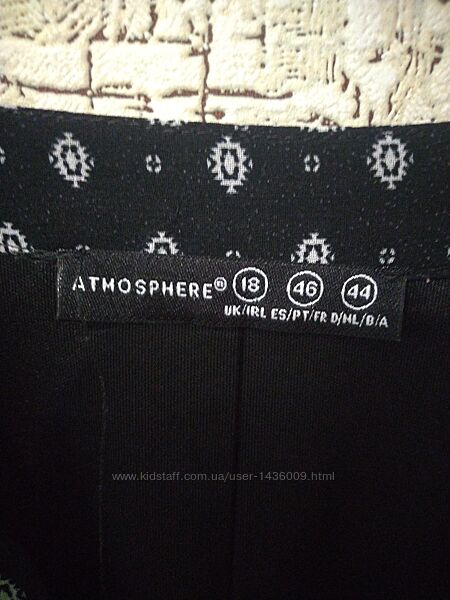 ATMOSPHERE® 18 46 44
UK/IRL ES/PT/FR D/NL/B/A
www.kidstaff.com.ua/user-1436009.html